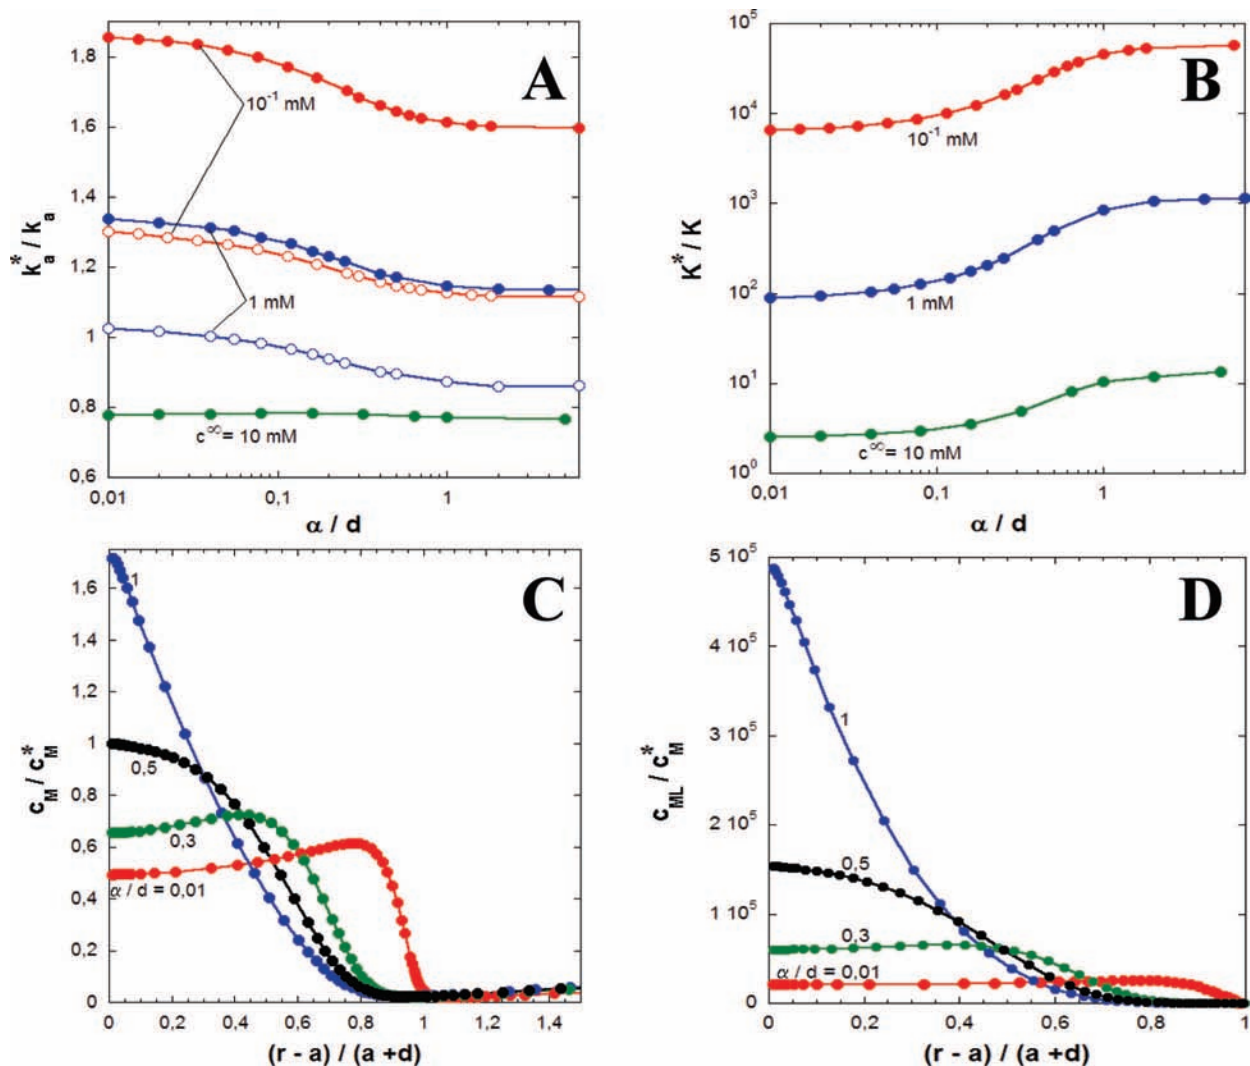 A
k*a / ka
1.8
1.6
1.4
1.2
1
0.8
0,6
10⁻¹ mM
1 mM
c∞= 10 mM
0,01
0,1
1
α / d
B
K* / K
10⁵
10⁴
10³
10²
10¹
10⁰
10⁻¹ mM
1 mM
c∞= 10 mM
0,01
0,1
1
α / d
C
cM / c*M
1,6
1,4
1,2
1
0,8
0,6
0,4
0,2
0
1
0,5
0,3
α / d = 0,01
0
0,2
0,4
0,6
0,8
1
1,2
1,4
(r - a) / (a +d)
D
cML / c*M
5 10⁵
4 10⁵
3 10⁵
2 10⁵
1 10⁵
0
1
0,5
0,3
α / d = 0,01
0
0,2
0,4
0,6
0,8
1
(r - a) / (a +d)